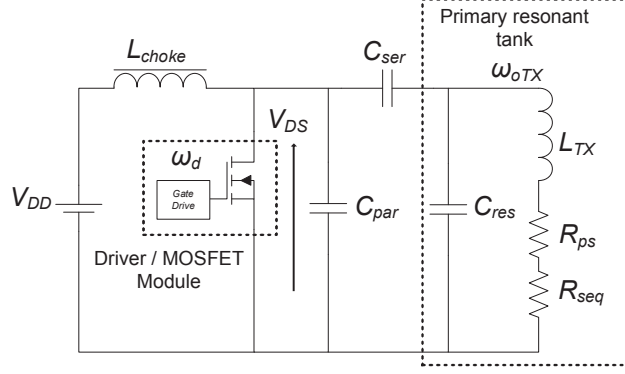 Primary resonant
tank
L_choke
C_ser
ω_oTX
V_DS
L_TX
ω_d
Gate
Drive
V_DD
C_par
C_res
R_ps
Driver / MOSFET
Module
R_seq